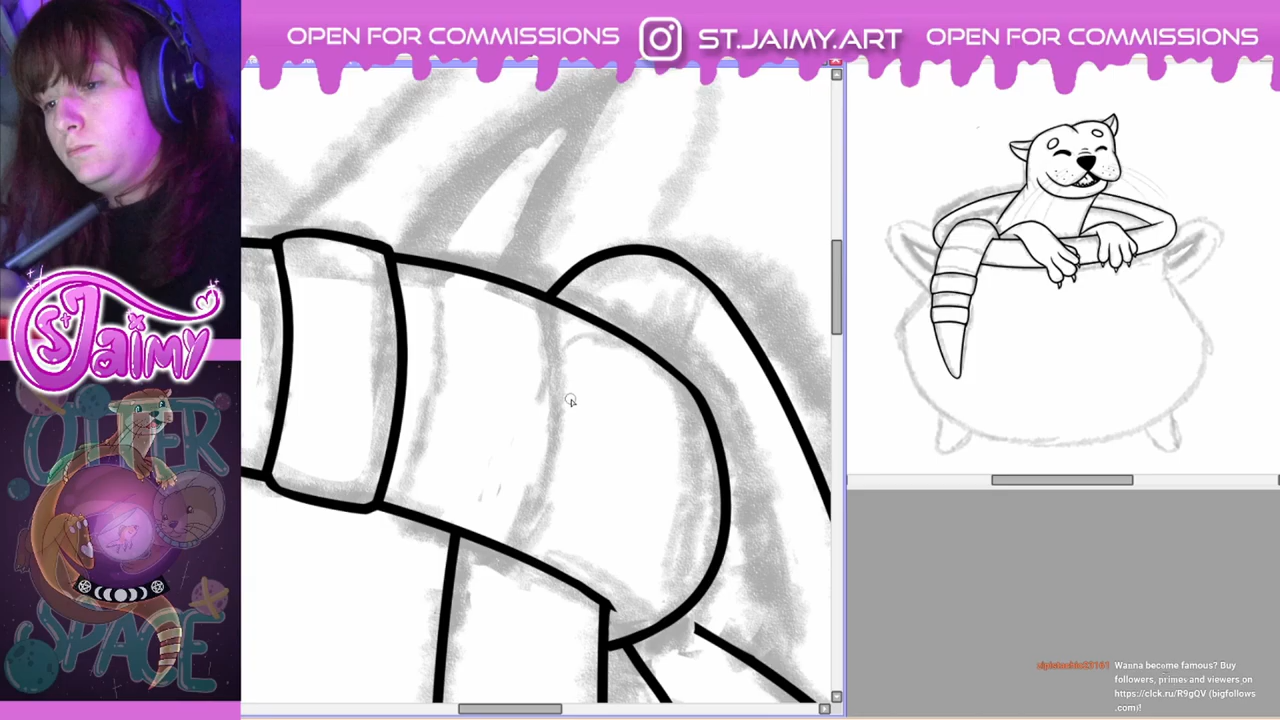 OPEN FOR COMMISSIONS ST.JAIMY.ART OPEN FOR COMMISSIONS
StJaimy
OTTER
SPACE
Wanna become famous? Buy
followers, primes and viewers on
https://clck.ru/R9gQV (bigfollows
.com)!